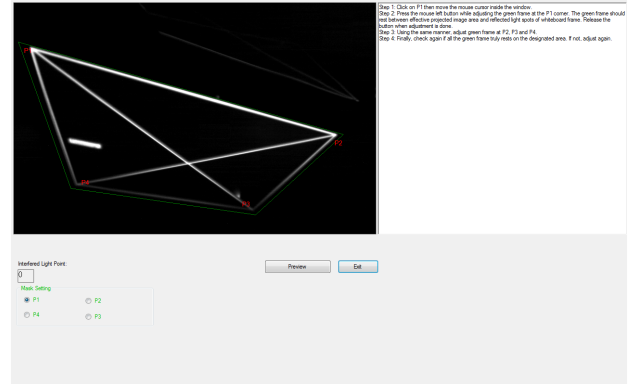 Step 1: Click on P1 then move the mouse cursor inside the window.
Step 2: Press the mouse left button while adjusting the green frame at the P1 corner. The green frame should
rest between effective projected image area and reflected light spots of whiteboard frame. Release the
button when adjustment is done.
Step 3: Using the same manner, adjust green frame at P2, P3 and P4.
Step 4: Finally, check again if all the green frame truly rests on the designated area. If not, adjust again.
P1
P2
P4
P3
Interfered Light Point:
0
Preview
Exit
Mask Setting
P1
P2
P4
P3